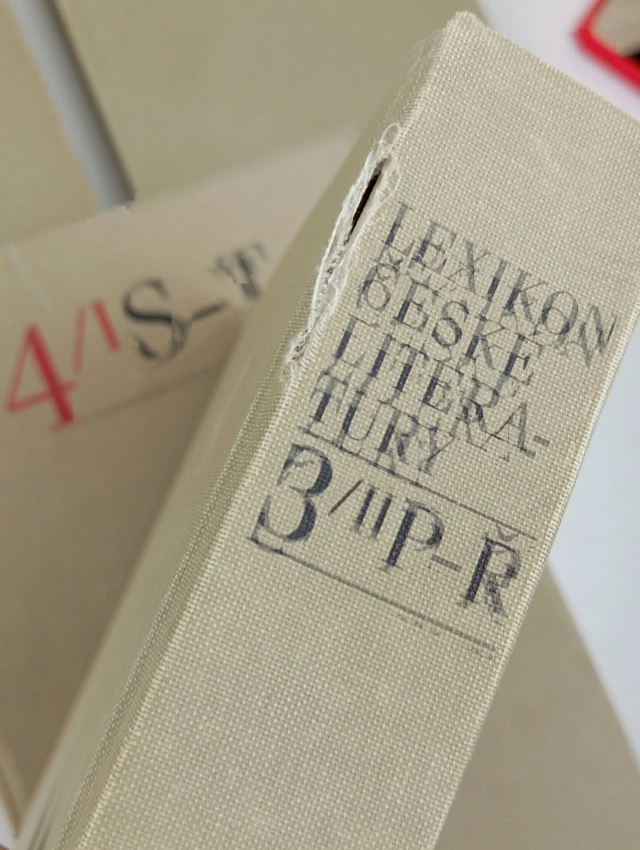 LEXIKON
ČESKÉ
LITERA-
TURY
3/II P-Ř
4/I S-T